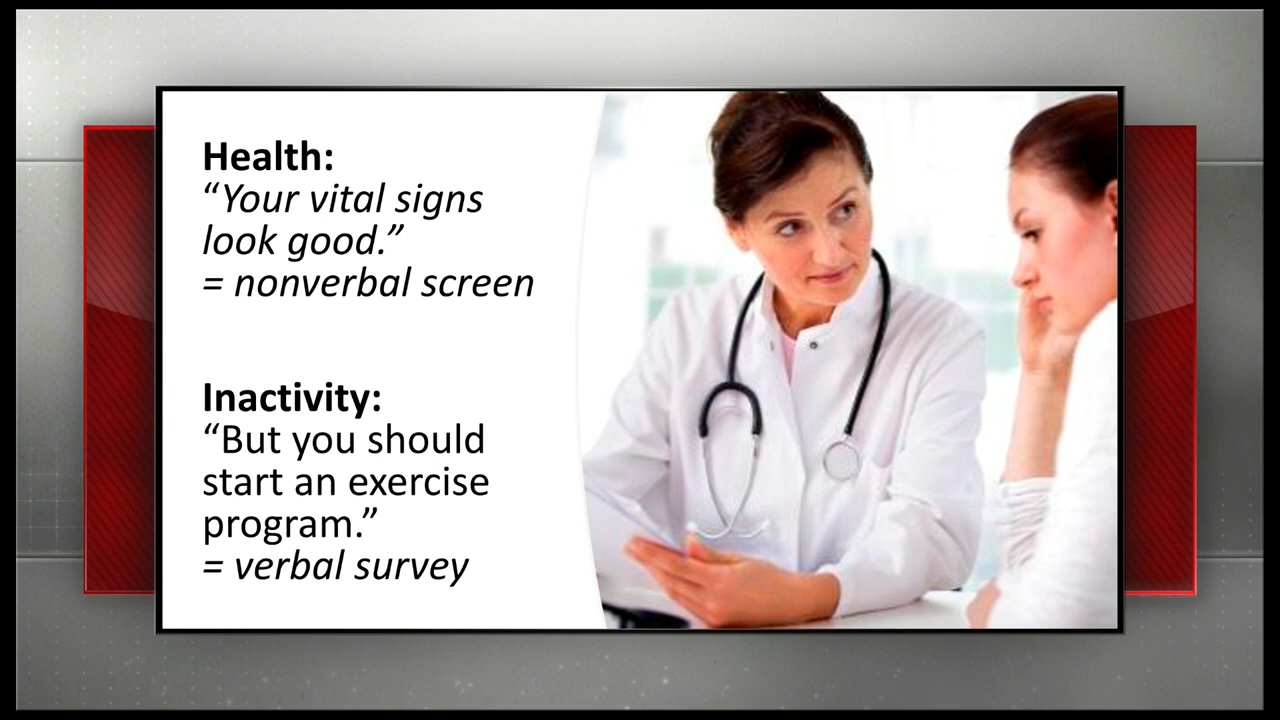 Health:
“Your vital signs
look good.”
= nonverbal screen
Inactivity:
“But you should
start an exercise
program.”
= verbal survey